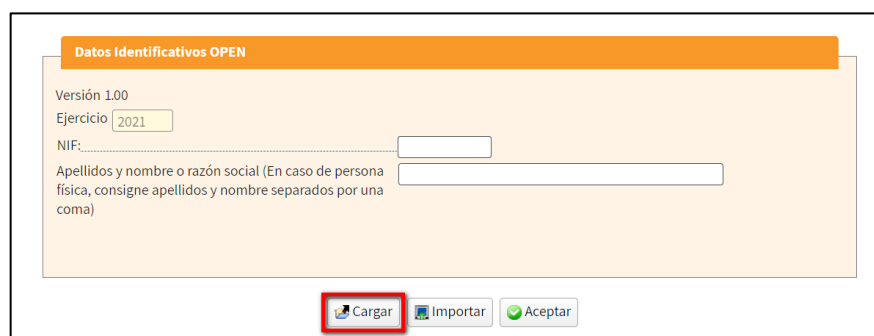 Datos Identificativos OPEN
Versión 1.00
Ejercicio 2021
NIF:
Apellidos y nombre o razón social (En caso de persona
física, consigne apellidos y nombre separados por una
coma)
Cargar Importar Aceptar